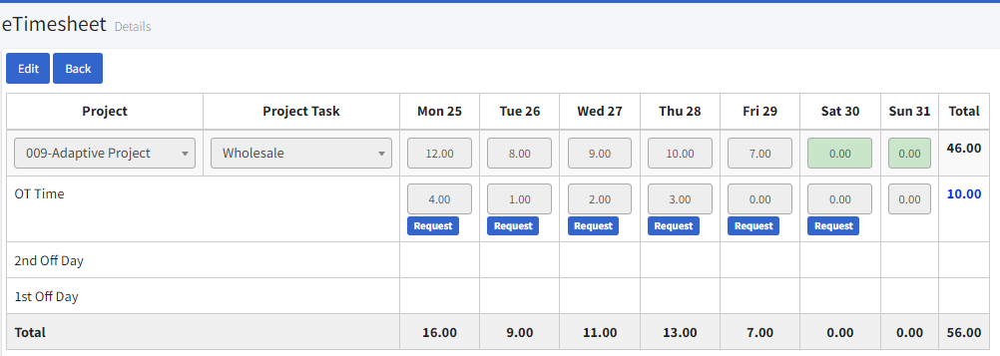 eTimesheet Details
Edit Back
Project Project Task Mon 25 Tue 26 Wed 27 Thu 28 Fri 29 Sat 30 Sun 31 Total
009-Adaptive Project Wholesale 12.00 8.00 9.00 10.00 7.00 0.00 0.00 46.00
OT Time 4.00 1.00 2.00 3.00 0.00 0.00 0.00 10.00
Request Request Request Request Request Request
2nd Off Day
1st Off Day
Total 16.00 9.00 11.00 13.00 7.00 0.00 0.00 56.00